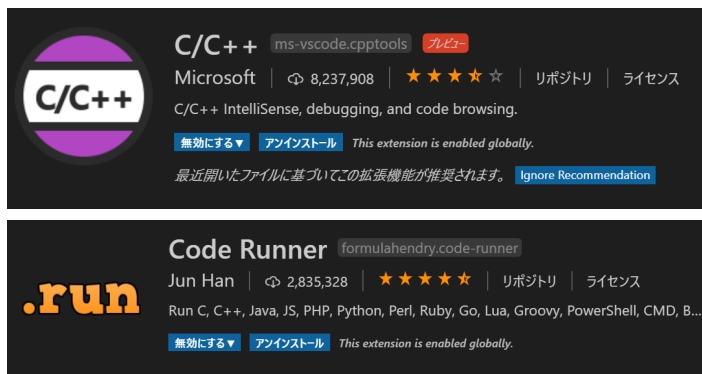 C/C++
C/C++ ms-vscode.cpptools プレビュー
Microsoft 8,237,908 リポジトリ ライセンス
C/C++ IntelliSense, debugging, and code browsing.
無効にする▼ アンインストール This extension is enabled globally.
最近開いたファイルに基づいてこの拡張機能が推奨されます。 Ignore Recommendation
.run
Code Runner formulahendry.code-runner
Jun Han 2,835,328 リポジトリ ライセンス
Run C, C++, Java, JS, PHP, Python, Perl, Ruby, Go, Lua, Groovy, PowerShell, CMD, B...
無効にする▼ アンインストール This extension is enabled globally.